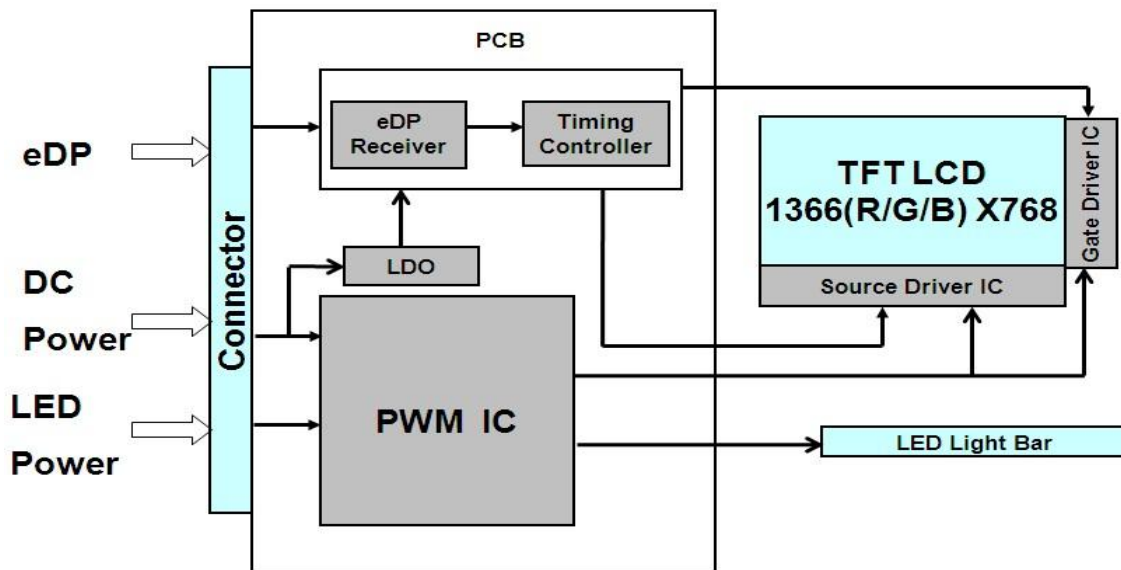 PCB
eDP
Receiver
Timing
Controller
eDP
DC
Power
LED
Power
Connector
LDO
PWM IC
TFT LCD
1366(R/G/B) X768
Gate Driver IC
Source Driver IC
LED Light Bar